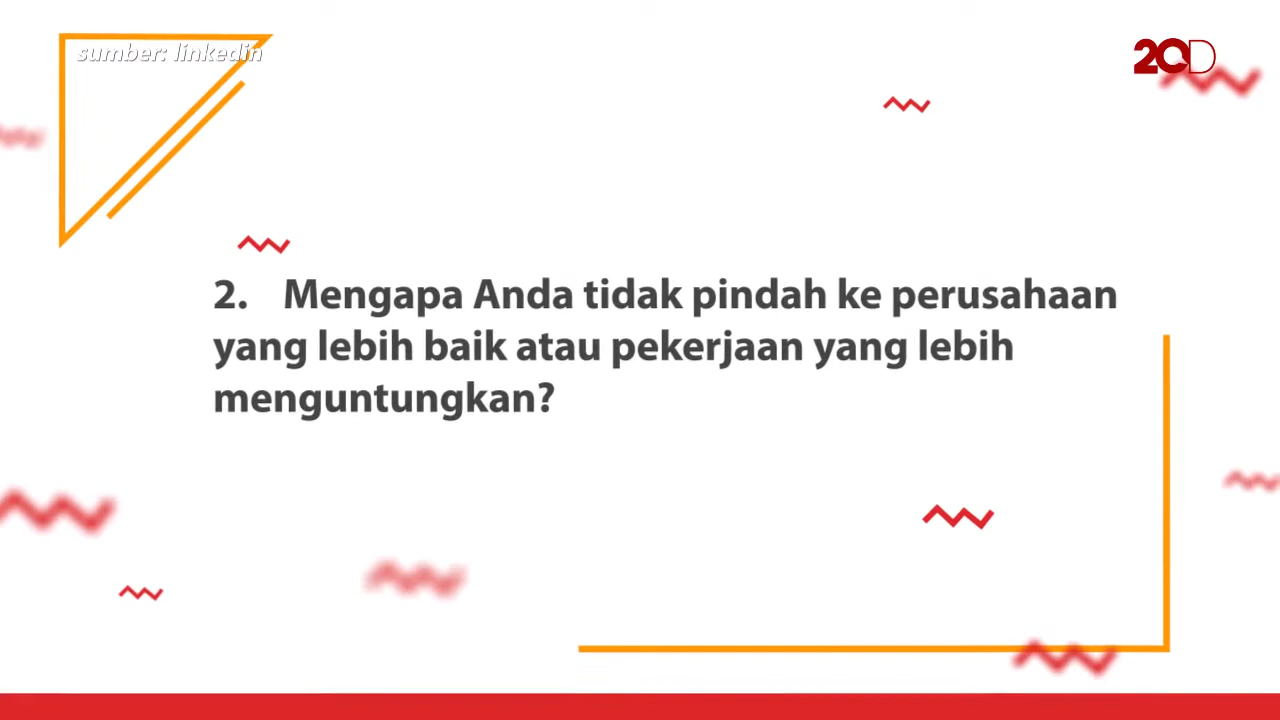 sumber: linkedin
20D
2. Mengapa Anda tidak pindah ke perusahaan
yang lebih baik atau pekerjaan yang lebih
menguntungkan?